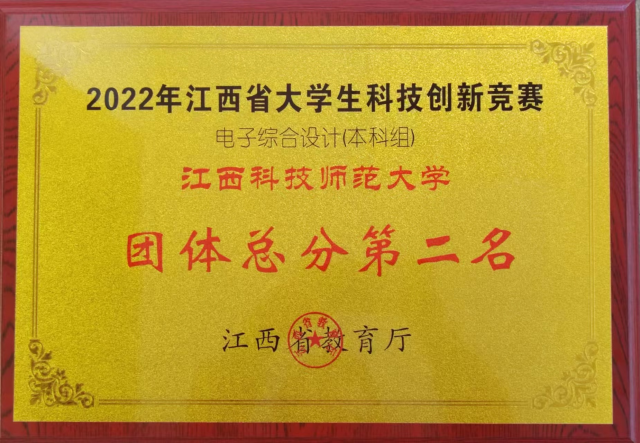 2022年江西省大学生科技创新竞赛
电子综合设计(本科组)
江西科技师范大学
团体总分第二名
江西省教育厅